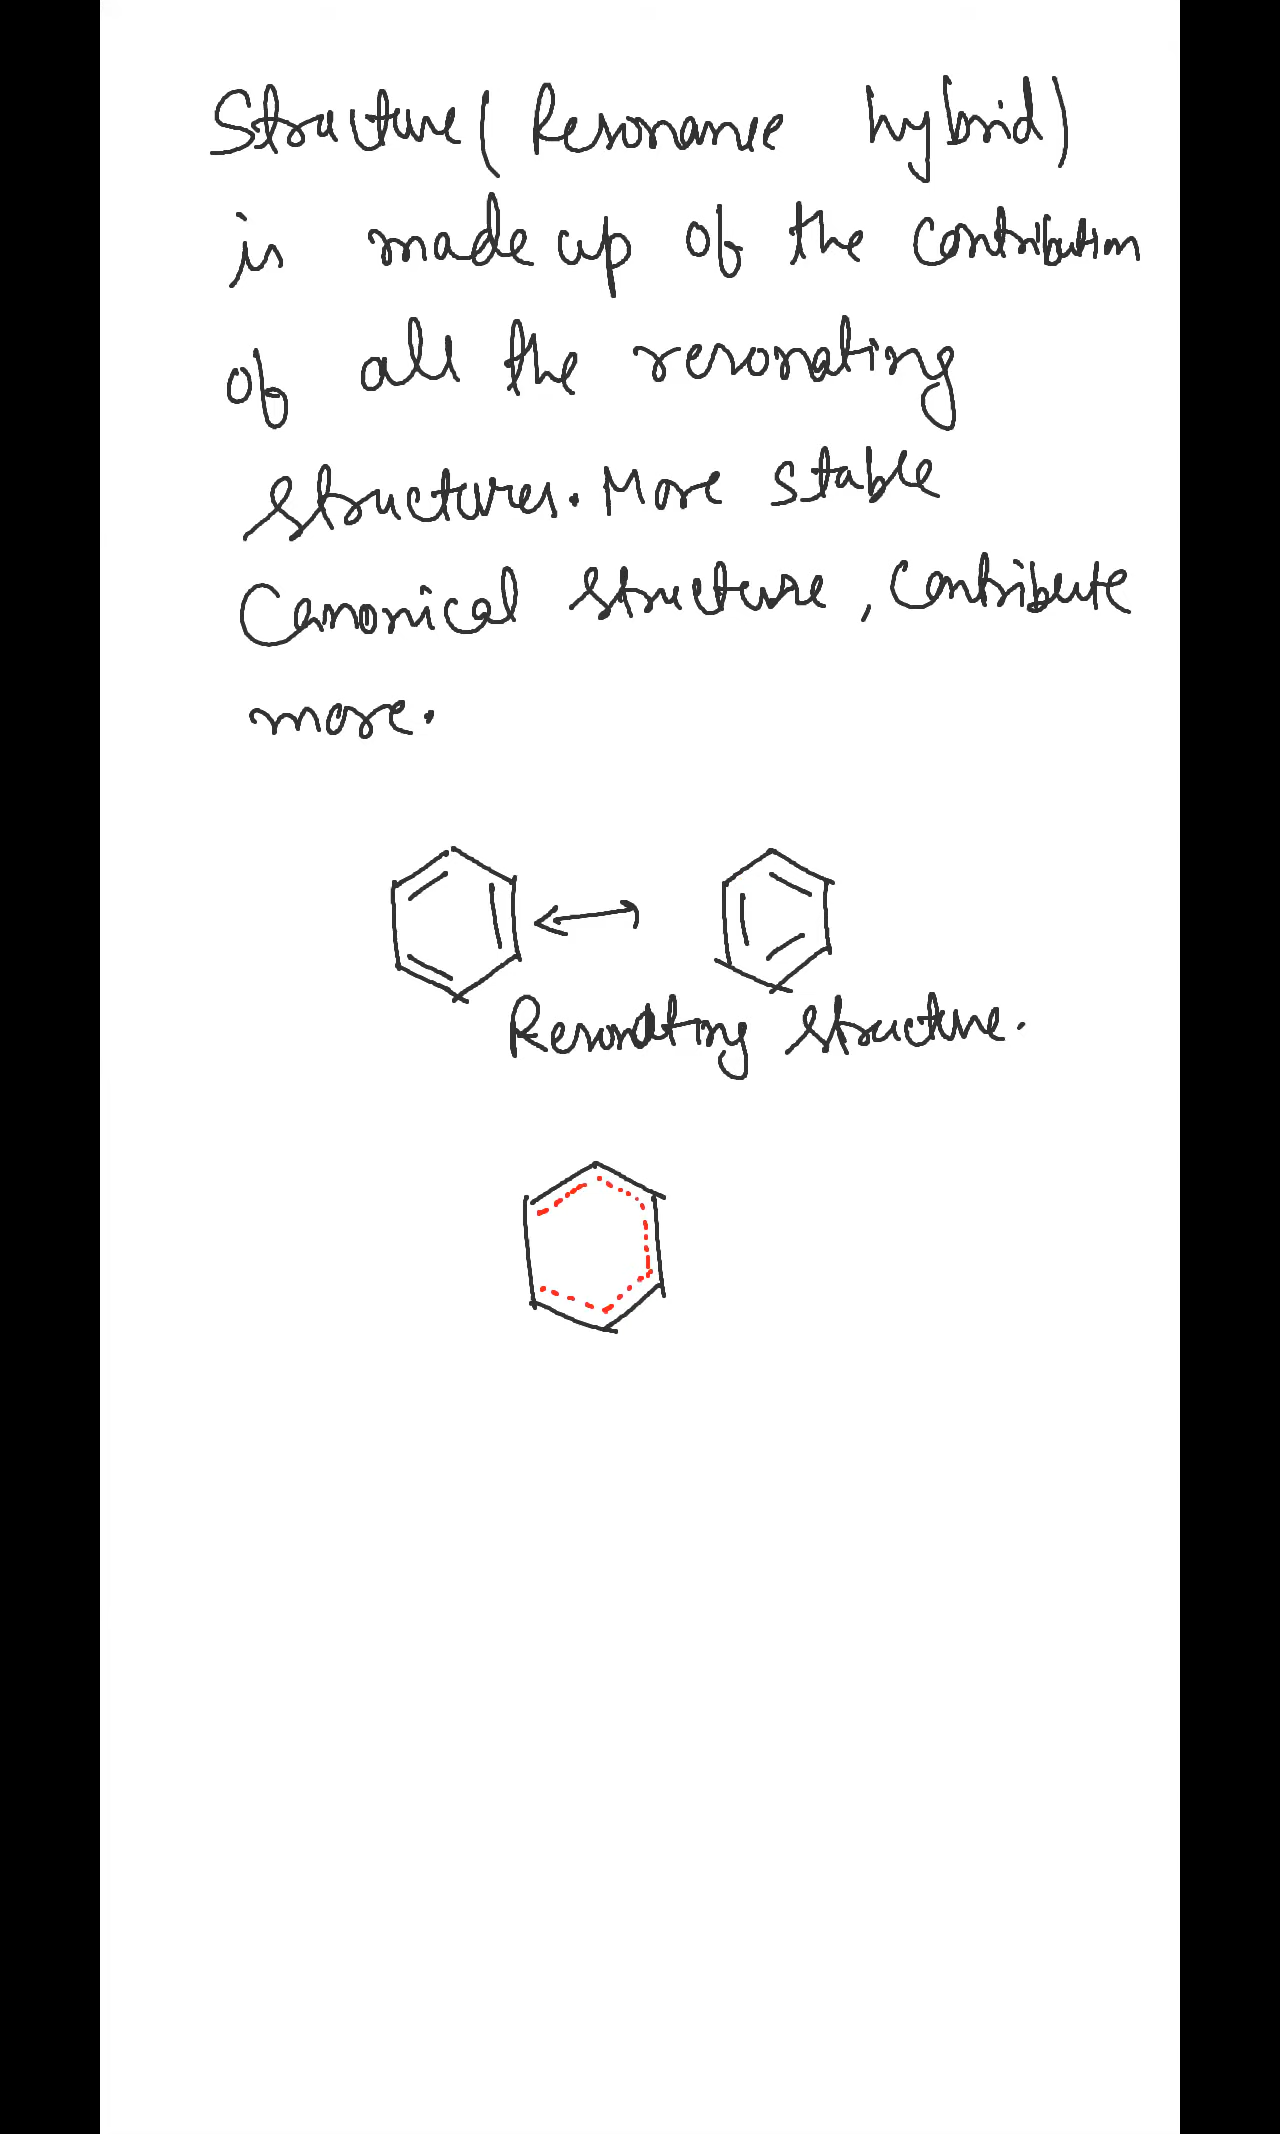 Structure (Resonance hybrid)
is made up of the contribution
of all the resonating
structures. More stable
Canonical structure, Contribute
more.
Resonating structure.